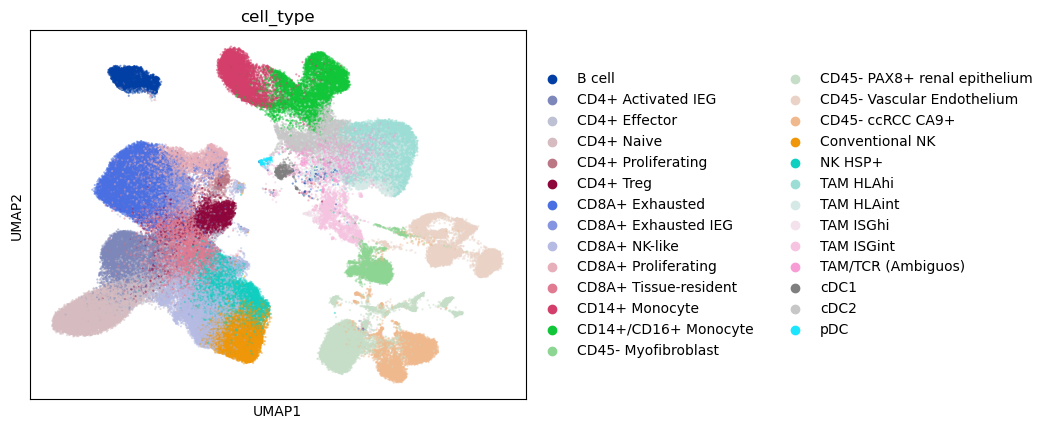 cell_type
UMAP2
UMAP1
B cell
CD4+ Activated IEG
CD4+ Effector
CD4+ Naive
CD4+ Proliferating
CD4+ Treg
CD8A+ Exhausted
CD8A+ Exhausted IEG
CD8A+ NK-like
CD8A+ Proliferating
CD8A+ Tissue-resident
CD14+ Monocyte
CD14+/CD16+ Monocyte
CD45- Myofibroblast
CD45- PAX8+ renal epithelium
CD45- Vascular Endothelium
CD45- ccRCC CA9+
Conventional NK
NK HSP+
TAM HLAhi
TAM HLAint
TAM ISGhi
TAM ISGint
TAM/TCR (Ambiguos)
cDC1
cDC2
pDC